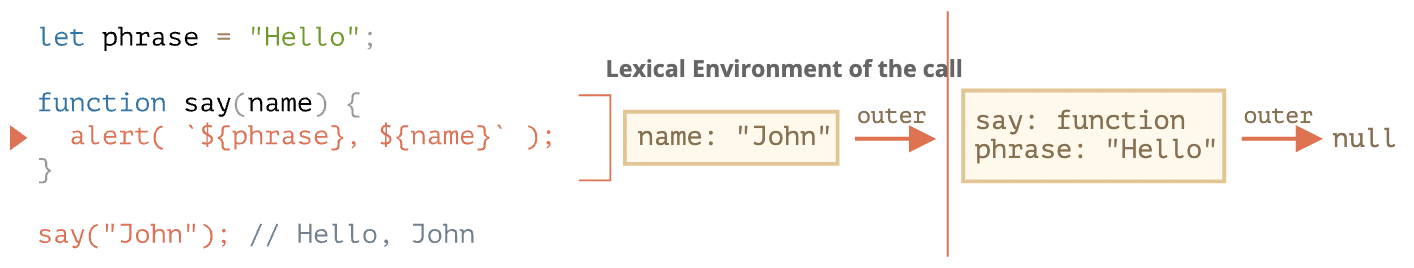 let phrase = "Hello";
function say(name) {
  alert( `${phrase}, ${name}` );
}
say("John"); // Hello, John
Lexical Environment of the call
name: "John"
outer
say: function
phrase: "Hello"
outer
null